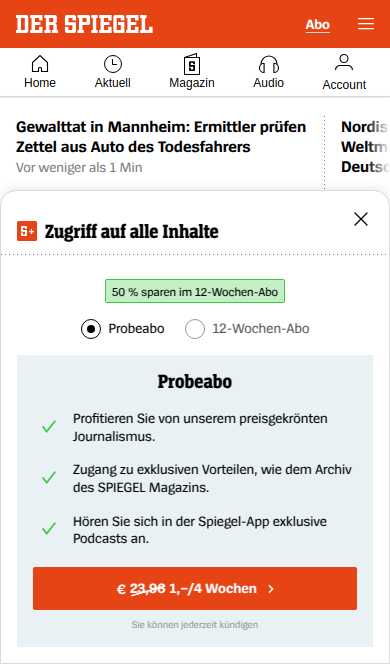 DER SPIEGEL
Abo
Home
Aktuell
Magazin
Audio
Account
Gewalttat in Mannheim: Ermittler prüfen
Zettel aus Auto des Todesfahrers
Vor weniger als 1 Min
Nordis
Weltm
Deutsc
S+ Zugriff auf alle Inhalte
50 % sparen im 12-Wochen-Abo
Probeabo
12-Wochen-Abo
Probeabo
Profitieren Sie von unserem preisgekrönten
Journalismus.
Zugang zu exklusiven Vorteilen, wie dem Archiv
des SPIEGEL Magazins.
Hören Sie sich in der Spiegel-App exklusive
Podcasts an.
€ 23,96 1,–/4 Wochen
Sie können jederzeit kündigen